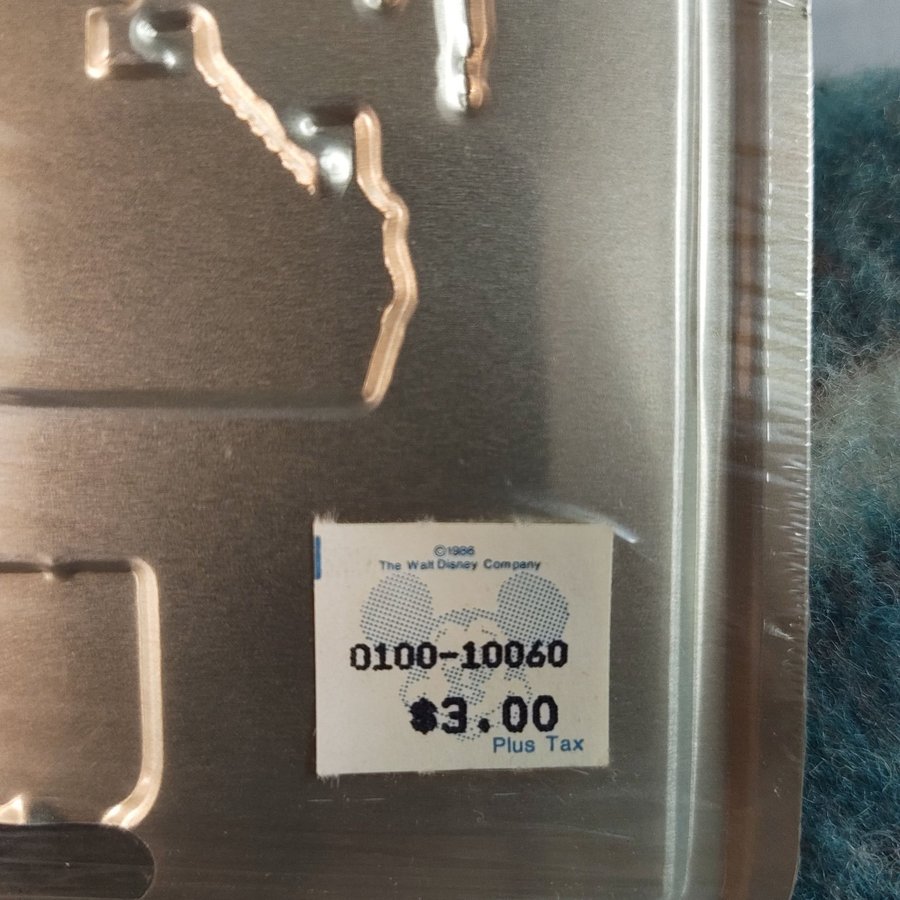 ©1986
The Walt Disney Company
0100-10060
$3.00
Plus Tax